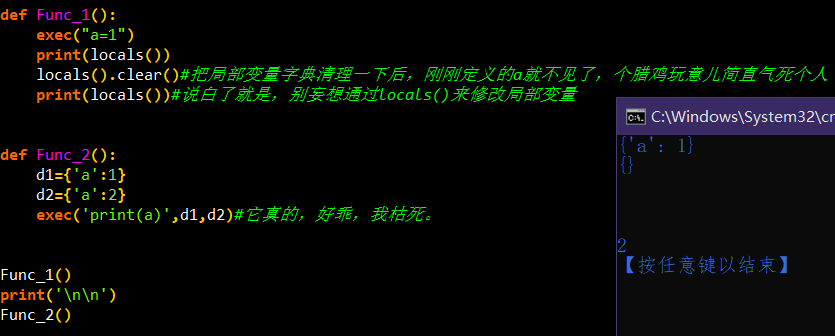 def Func_1():
    exec("a=1")
    print(locals())
    locals().clear()#把局部变量字典清理一下后，刚刚定义的a就不见了，个腊鸡玩意儿简直气死个人
    print(locals())#说白了就是，别妄想通过locals()来修改局部变量
def Func_2():
    d1={'a':1}
    d2={'a':2}
    exec('print(a)',d1,d2)#它真的，好乖，我枯死。
Func_1()
print('\n\n')
Func_2()
C:\Windows\System32\cr
{'a': 1}
{}
2
【按任意键以结束】